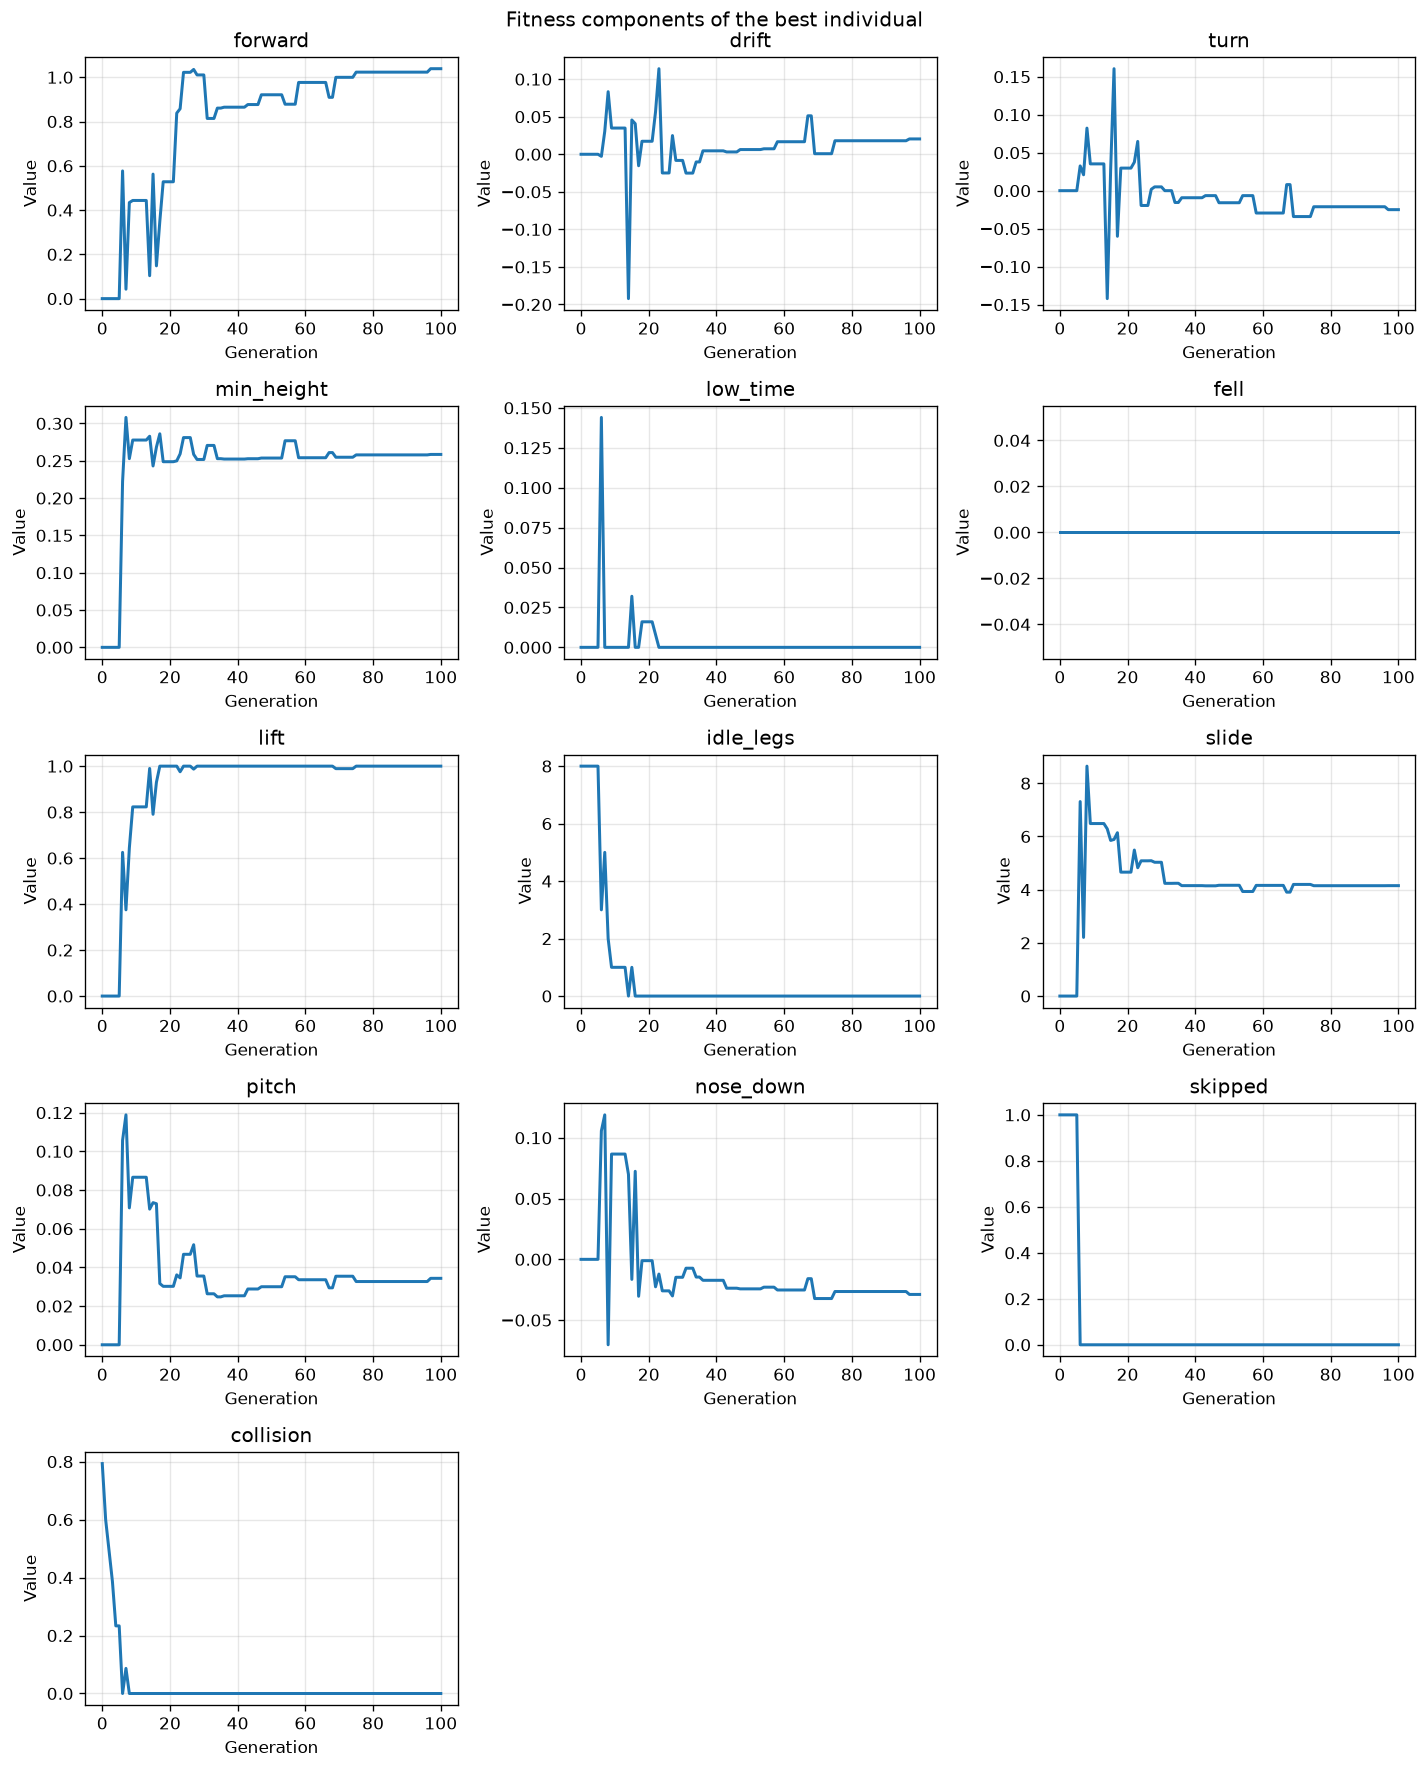 Fitness components of the best individual
forward drift turn
1.0 0.8 0.6 0.4 0.2 0.0
Value
0 20 40 60 80 100
Generation
0.10 0.05 0.00 −0.05 −0.10 −0.15 −0.20
Value
0 20 40 60 80 100
Generation
0.15 0.10 0.05 0.00 −0.05 −0.10 −0.15
Value
0 20 40 60 80 100
Generation
min_height low_time fell
0.30 0.25 0.20 0.15 0.10 0.05 0.00
Value
0 20 40 60 80 100
Generation
0.150 0.125 0.100 0.075 0.050 0.025 0.000
Value
0 20 40 60 80 100
Generation
0.04 0.02 0.00 −0.02 −0.04
Value
0 20 40 60 80 100
Generation
lift idle_legs slide
1.0 0.8 0.6 0.4 0.2 0.0
Value
0 20 40 60 80 100
Generation
8 6 4 2 0
Value
0 20 40 60 80 100
Generation
8 6 4 2 0
Value
0 20 40 60 80 100
Generation
pitch nose_down skipped
0.12 0.10 0.08 0.06 0.04 0.02 0.00
Value
0 20 40 60 80 100
Generation
0.10 0.05 0.00 −0.05
Value
0 20 40 60 80 100
Generation
1.0 0.8 0.6 0.4 0.2 0.0
Value
0 20 40 60 80 100
Generation
collision
0.8 0.6 0.4 0.2 0.0
Value
0 20 40 60 80 100
Generation